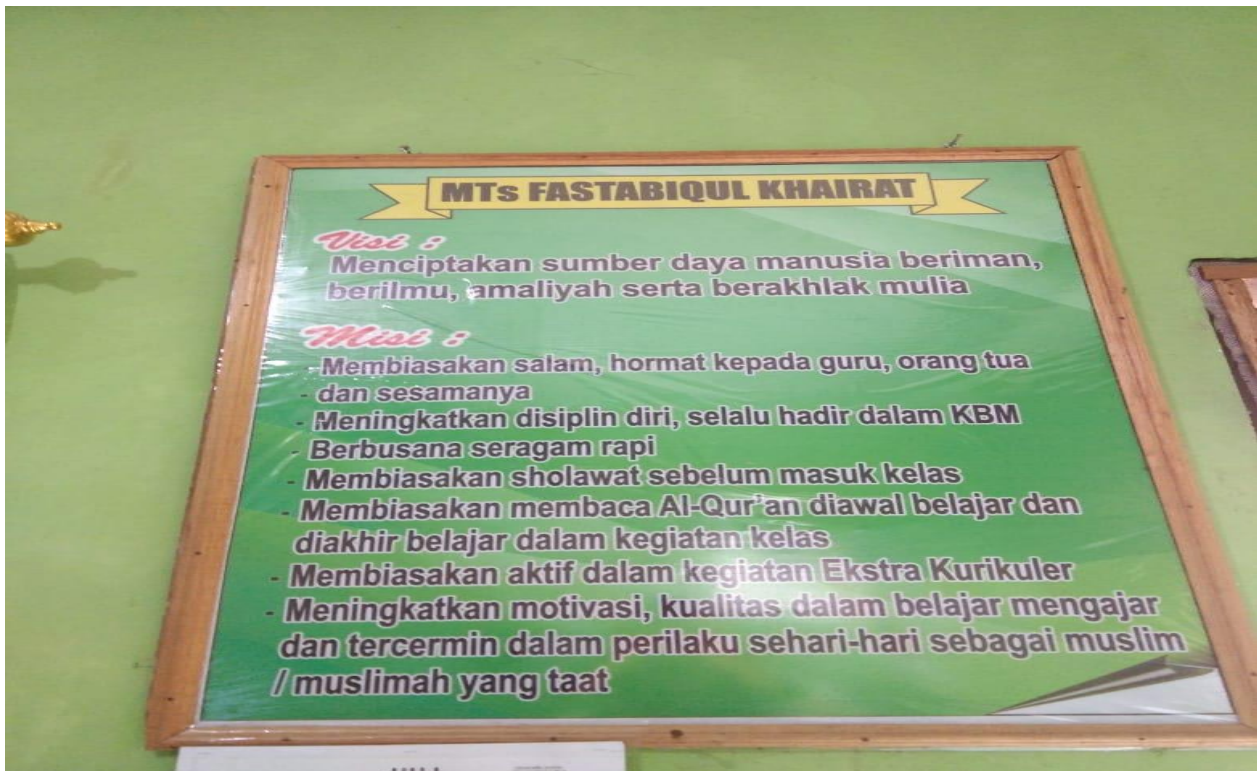 MTs FASTABIQUL KHAIRAT
Visi :
Menciptakan sumber daya manusia beriman,
berilmu, amaliyah serta berakhlak mulia
Misi :
- Membiasakan salam, hormat kepada guru, orang tua
- dan sesamanya
- Meningkatkan disiplin diri, selalu hadir dalam KBM
- Berbusana seragam rapi
- Membiasakan sholawat sebelum masuk kelas
- Membiasakan membaca Al-Qur'an diawal belajar dan
diakhir belajar dalam kegiatan kelas
- Membiasakan aktif dalam kegiatan Ekstra Kurikuler
- Meningkatkan motivasi, kualitas dalam belajar mengajar
dan tercermin dalam perilaku sehari-hari sebagai muslim
/ muslimah yang taat